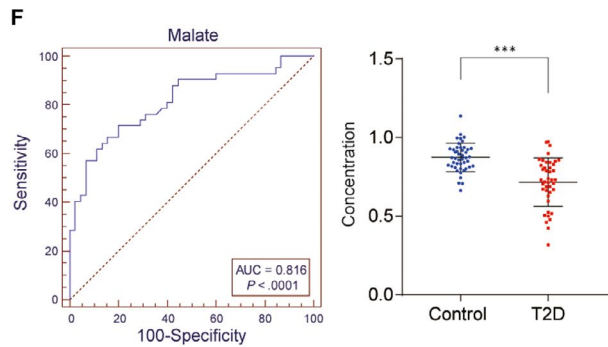 F
Malate
Sensitivity
100
80
60
40
20
0
AUC = 0.816
P < .0001
0 20 40 60 80 100
100-Specificity
***
Concentration
1.5
1.0
0.5
0.0
Control T2D